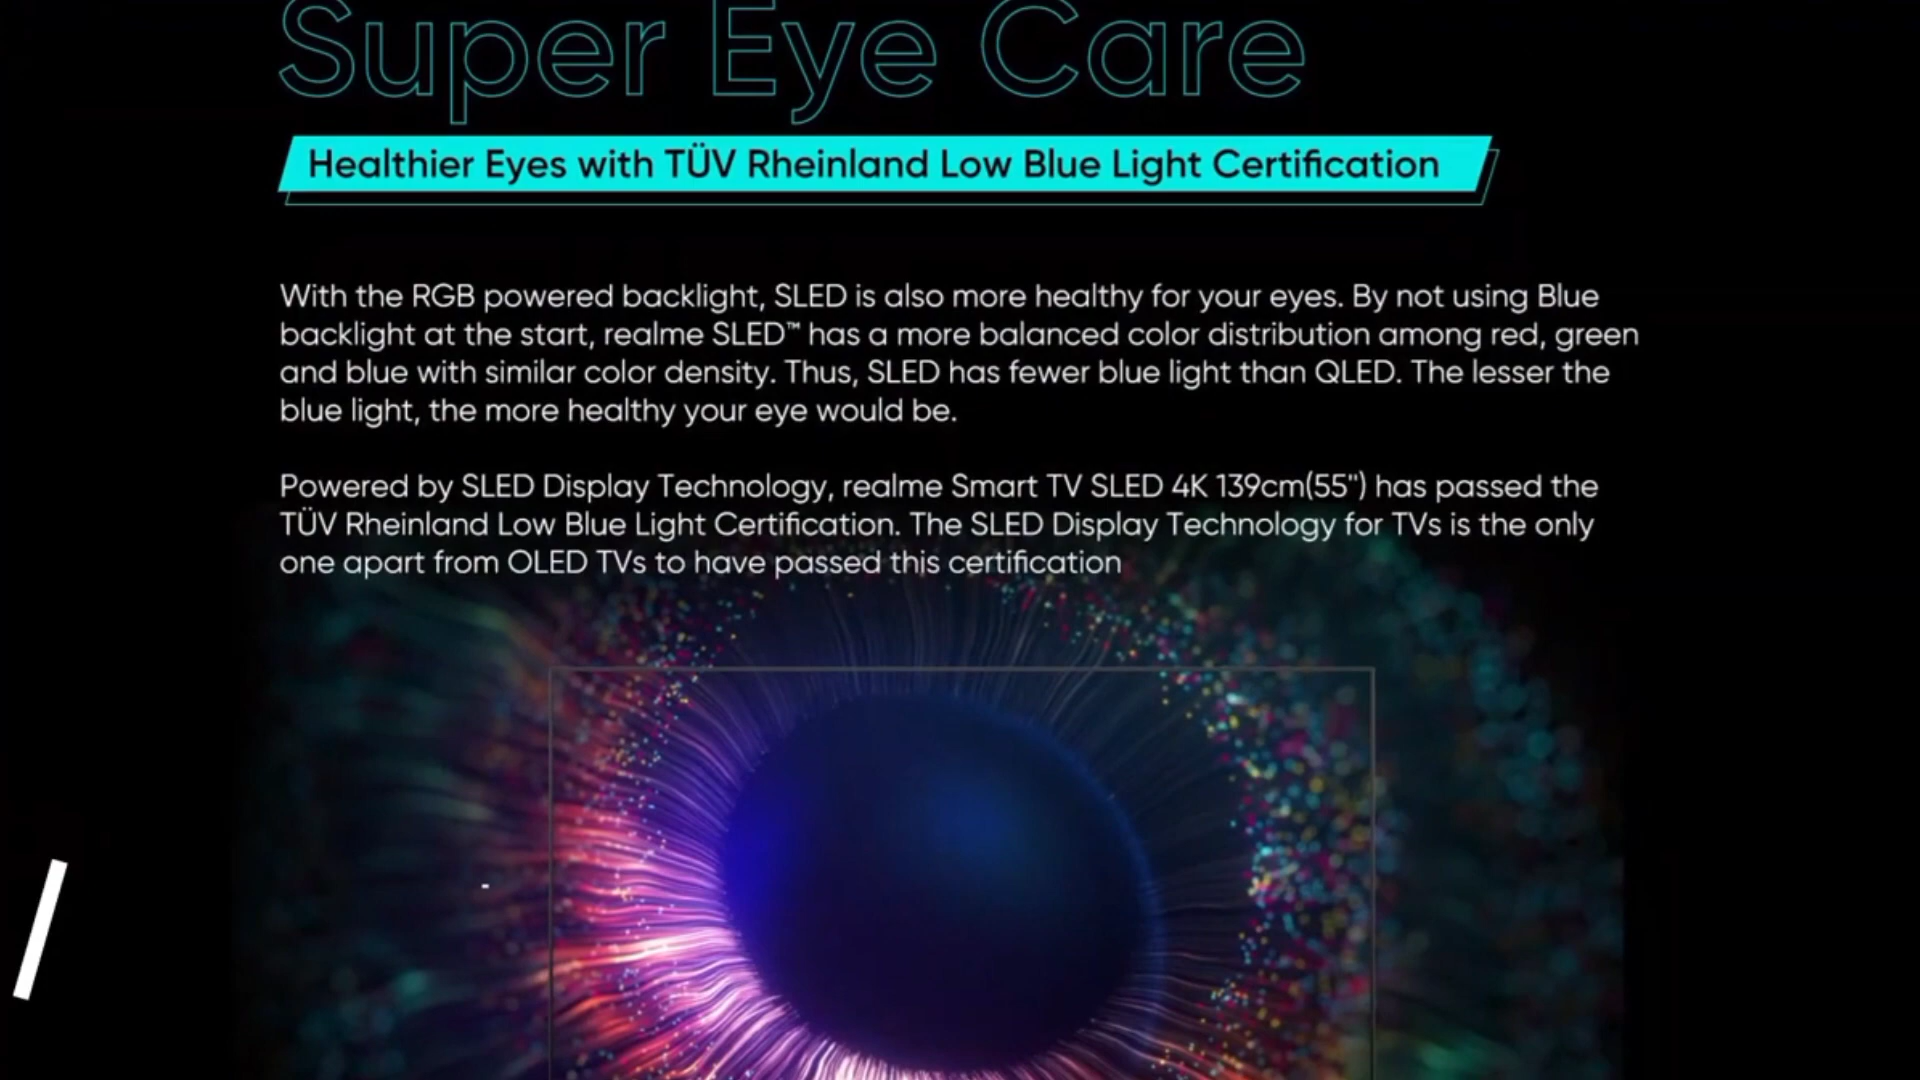 Super Eye Care
Healthier Eyes with TÜV Rheinland Low Blue Light Certification
With the RGB powered backlight, SLED is also more healthy for your eyes. By not using Blue
backlight at the start, realme SLED™ has a more balanced color distribution among red, green
and blue with similar color density. Thus, SLED has fewer blue light than QLED. The lesser the
blue light, the more healthy your eye would be.
Powered by SLED Display Technology, realme Smart TV SLED 4K 139cm(55") has passed the
TÜV Rheinland Low Blue Light Certification. The SLED Display Technology for TVs is the only
one apart from OLED TVs to have passed this certification